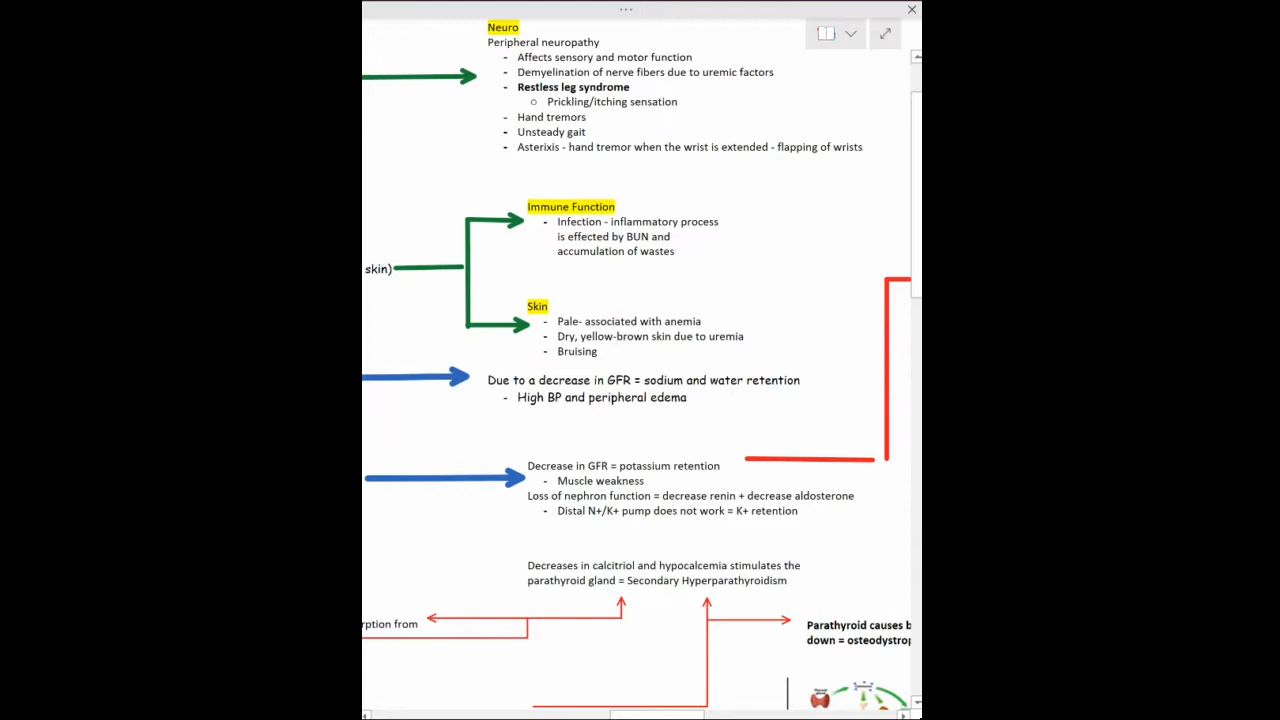 Neuro
Peripheral neuropathy
- Affects sensory and motor function
- Demyelination of nerve fibers due to uremic factors
- Restless leg syndrome
o Prickling/itching sensation
- Hand tremors
- Unsteady gait
- Asterixis - hand tremor when the wrist is extended - flapping of wrists
Immune Function
- Infection - inflammatory process
is effected by BUN and
accumulation of wastes
skin)
Skin
- Pale- associated with anemia
- Dry, yellow-brown skin due to uremia
- Bruising
Due to a decrease in GFR = sodium and water retention
- High BP and peripheral edema
Decrease in GFR = potassium retention
- Muscle weakness
Loss of nephron function = decrease renin + decrease aldosterone
- Distal N+/K+ pump does not work = K+ retention
Decreases in calcitriol and hypocalcemia stimulates the
parathyroid gland = Secondary Hyperparathyroidism
rption from
Parathyroid causes b
down = osteodystrop